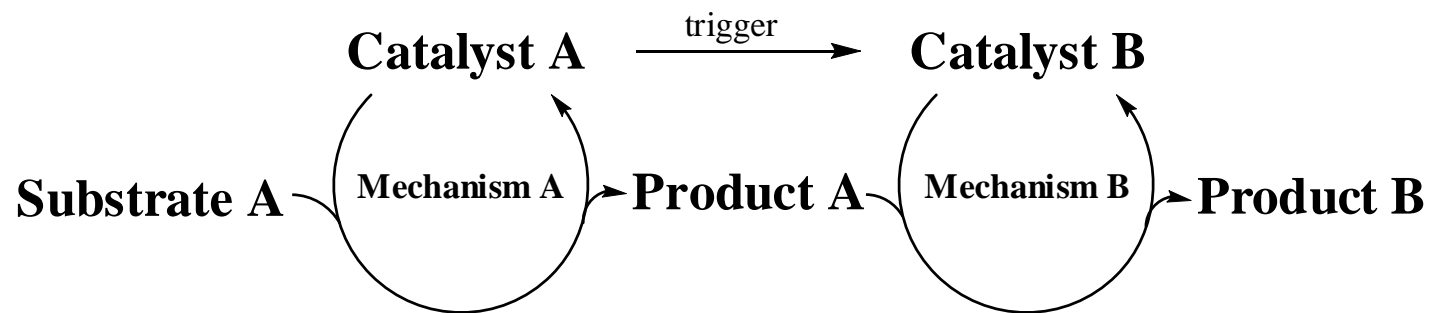 trigger
Catalyst A
Catalyst B
Substrate A
Mechanism A
Product A
Mechanism B
Product B